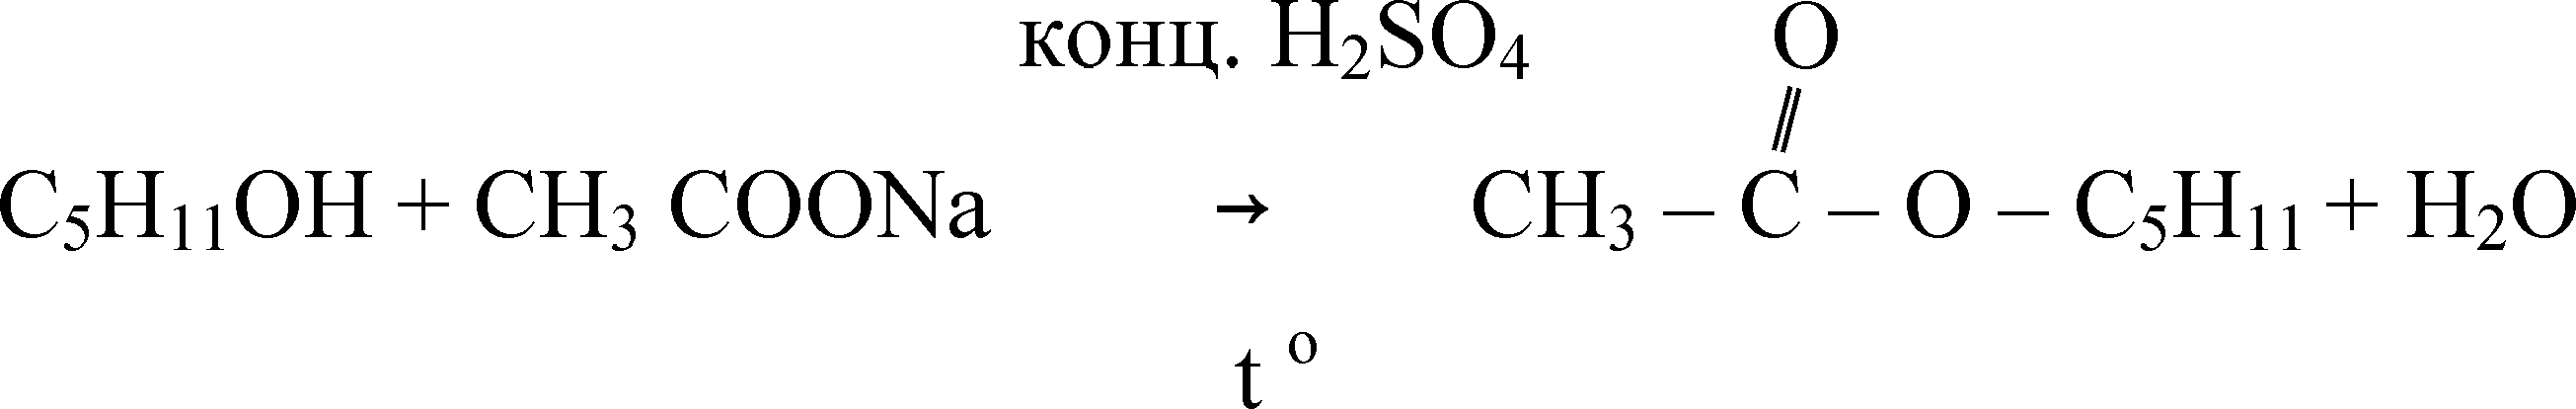 конц. H₂SO₄ O
C₅H₁₁OH + CH₃ COONa → CH₃ – C – O – C₅H₁₁ + H₂O
t º